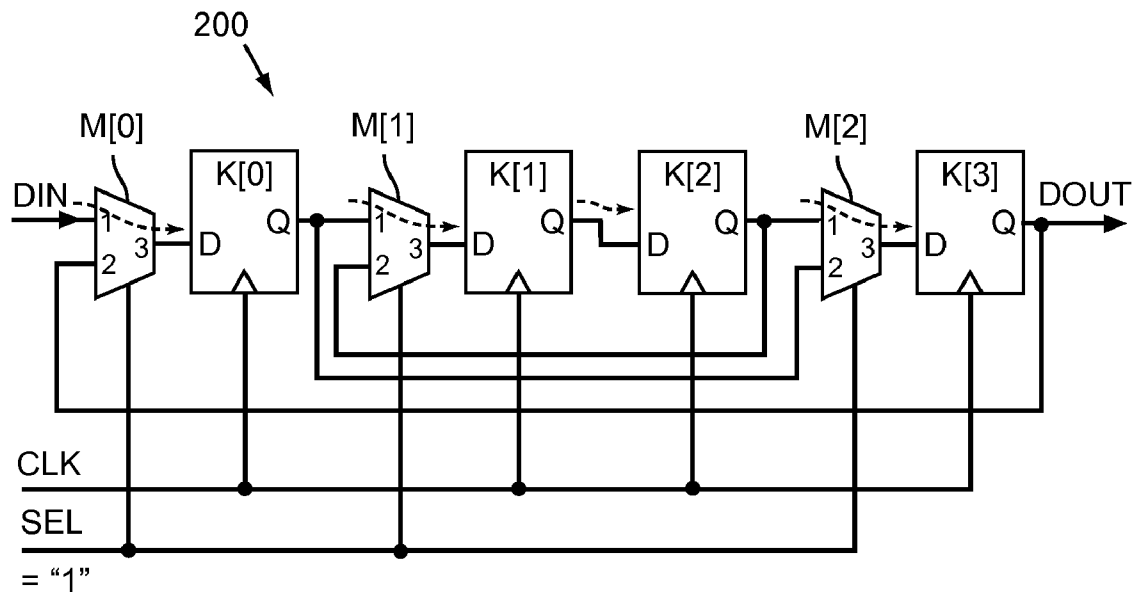 200
M[0]
M[1]
M[2]
DIN
K[0]
K[1]
K[2]
K[3]
DOUT
1
2
3
D
Q
1
2
3
D
Q
D
Q
1
2
3
D
Q
CLK
SEL
= “1”